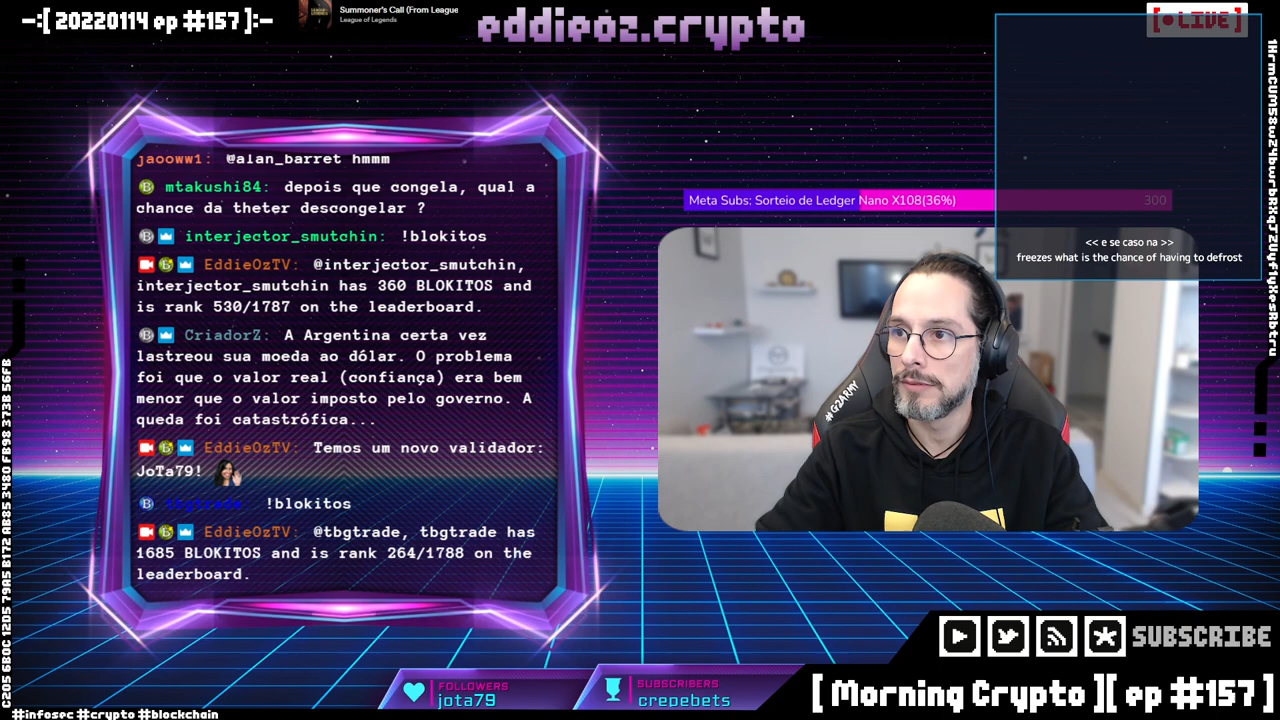 -:[ 20220114 ep #157 ]:-
Summoner's Call (From League
League of Legends
eddieoz.crypto
[ LIVE ]
jaooww1: @alan_barret hmmm
mtakushi84: depois que congela, qual a
chance da theter descongelar ?
interjector_smutchin: !blokitos
EddieOzTV: @interjector_smutchin,
interjector_smutchin has 360 BLOKITOS and
is rank 530/1787 on the leaderboard.
CriadorZ: A Argentina certa vez
lastreou sua moeda ao dólar. O problema
foi que o valor real (confiança) era bem
menor que o valor imposto pelo governo. A
queda foi catastrófica...
EddieOzTV: Temos um novo validador:
JoTa79!
tbgtrade !blokitos
EddieOzTV: @tbgtrade, tbgtrade has
1685 BLOKITOS and is rank 264/1788 on the
leaderboard.
Meta Subs: Sorteio de Ledger Nano X108(36%)
300
<< e se caso na >>
freezes what is the chance of having to defrost
#G2ARMY
SUBSCRIBE
FOLLOWERS
jota79
SUBSCRIBERS
crepebets
[ Morning Crypto ][ ep #157 ]
#infosec #crypto #blockchain